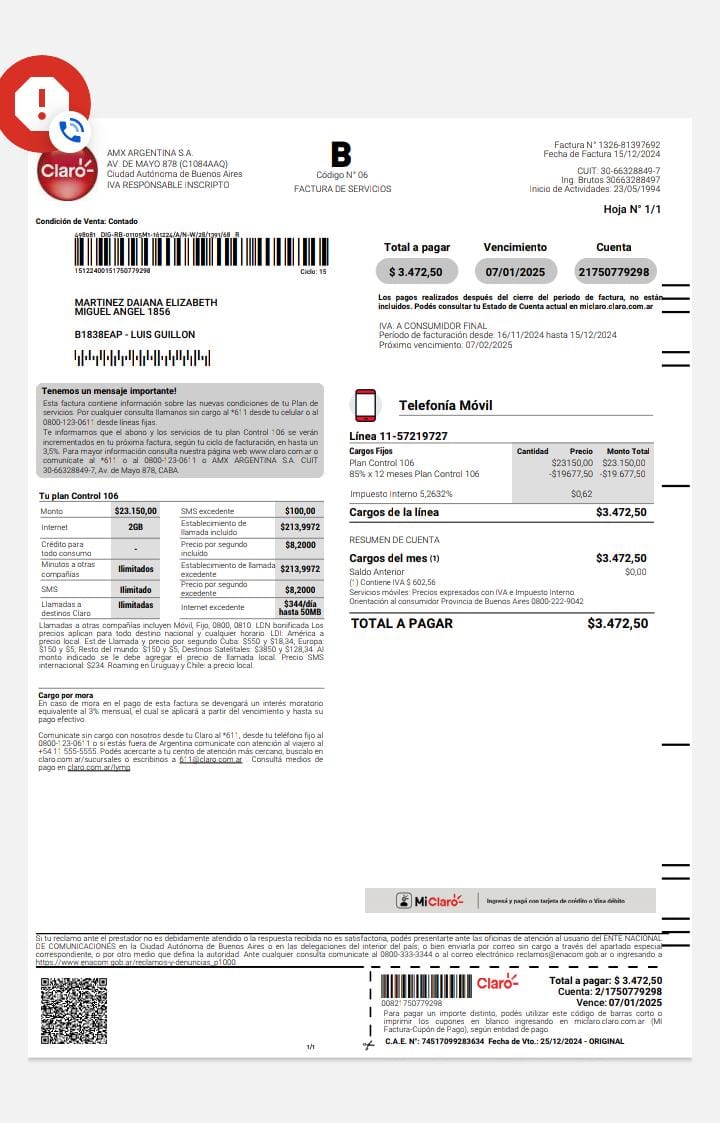 Claro-
AMX ARGENTINA S.A.
AV. DE MAYO 878 (C1084AAQ)
Ciudad Autónoma de Buenos Aires
IVA RESPONSABLE INSCRIPTO
B
Código N° 06
FACTURA DE SERVICIOS
Factura N° 1326-81397692
Fecha de Factura 15/12/2024
CUIT: 30-66328849-7
Ing. Brutos 30663288497
Inicio de Actividades: 23/05/1994
Hoja N° 1/1
Condición de Venta: Contado
15122400151750779298
Ciclo: 15
Total a pagar
Vencimiento
Cuenta
$ 3.472,50
07/01/2025
21750779298
Los pagos realizados después del cierre del periodo de factura, no están
incluidos. Podés consultar tu Estado de Cuenta actual en miclaro.claro.com.ar
MARTINEZ DAIANA ELIZABETH
MIGUEL ANGEL 1856
B1838EAP - LUIS GUILLON
IVA: A CONSUMIDOR FINAL
Período de facturación desde: 16/11/2024 hasta 15/12/2024
Próximo vencimiento: 07/02/2025
Tenemos un mensaje importante!
Esta factura contiene información sobre las nuevas condiciones de tu Plan de
servicios. Por cualquier consulta llamanos sin cargo al *611 desde tu celular o al
0800-123-0611 desde líneas fijas.
Te informamos que el abono y los servicios de tu plan Control 106 se verán
incrementados en tu próxima factura, según tu ciclo de facturación, en hasta un
3,5%. Para mayor información consultá nuestra página web www.claro.com.ar o
comunicate al *611 o al 0800-123-0611 o AMX ARGENTINA S.A. CUIT
30-66328849-7, Av. de Mayo 878, CABA.
Tu plan Control 106
Monto $23.150,00 SMS excedente $100,00
Internet 2GB Establecimiento de llamada incluido $213,9972
Crédito para todo consumo - Precio por segundo incluido $8,2000
Minutos a otras compañías Ilimitados Establecimiento de llamada excedente $213,9972
SMS Ilimitado Precio por segundo excedente $8,2000
Llamadas a destinos Claro Ilimitadas Internet excedente $344/día hasta 50MB
Llamadas a otras compañías incluyen Móvil, Fijo, 0800, 0810 LDN bonificada Los
precios aplican para todo destino nacional y cualquier horario LDI: América a
precio local. Est.de Llamada y precio por segundo Cuba: $550 y $18,34, Europa:
$150 y $5, Resto del mundo: $150 y $5, Destinos Satelitales: $3850 y $128,34. Al
monto indicado se le debe agregar el precio de llamada local. Precio SMS
internacional: $234. Roaming en Uruguay y Chile: a precio local.
Cargo por mora
En caso de mora en el pago de esta factura se devengará un interés moratorio
equivalente al 3% mensual, el cual se aplicará a partir del vencimiento y hasta su
pago efectivo.
Comunicate sin cargo con nosotros desde tu Claro al *611, desde tu teléfono fijo al
0800-123-0611 o si estás fuera de Argentina comunicate con atención al viajero al
+54 11 555-5555. Podés acercarte a tu centro de atención más cercano, buscalo en
claro.com.ar/sucursales o escribinos a 611@claro.com.ar . Consultá medios de
pago en claro.com.ar/lymp
Telefonía Móvil
Línea 11-57219727
Cargos Fijos Cantidad Precio Monto Total
Plan Control 106 $23150,00 $23.150,00
85% x 12 meses Plan Control 106 -$19677,50 -$19.677,50
Impuesto Interno 5,2632% $0,62
Cargos de la línea $3.472,50
RESUMEN DE CUENTA
Cargos del mes (1) $3.472,50
Saldo Anterior $0,00
(1) Contiene IVA $ 602,56
Servicios móviles: Precios expresados con IVA e Impuesto Interno
Orientación al consumidor Provincia de Buenos Aires 0800-222-9042
TOTAL A PAGAR $3.472,50
MiClaro- Ingresá y pagá con tarjeta de crédito o Visa débito
Si tu reclamo ante el prestador no es debidamente atendido o la respuesta recibida no es satisfactoria, podés presentarte ante las oficinas de atención al usuario del ENTE NACIONAL
DE COMUNICACIONES en la Ciudad Autónoma de Buenos Aires o en las delegaciones del interior del país; o bien enviarla por correo sin cargo a través del apartado especial
correspondiente, o por otro medio que defina la autoridad. Ante cualquier consulta comunicate al 0800-333-3344 o al correo electrónico reclamos@enacom.gob.ar o ingresando a
https://www.enacom.gob.ar/reclamos-y-denuncias_p1000
00821750779298
Claro-
Total a pagar: $ 3.472,50
Cuenta: 2/1750779298
Vence: 07/01/2025
Para pagar un importe distinto, podés utilizar este código de barras corto o
imprimir los cupones en blanco ingresando en miclaro.claro.com.ar (Mi
Factura-Cupón de Pago), según entidad de pago.
C.A.E. N°: 74517099283634 Fecha de Vto.: 25/12/2024 - ORIGINAL
1/1